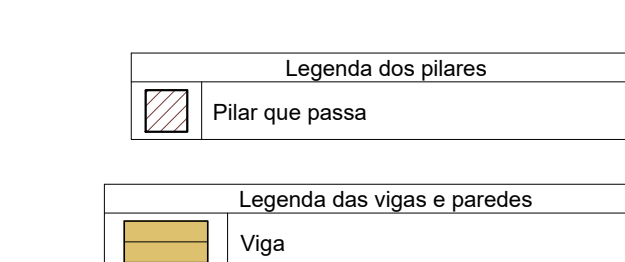 Legenda dos pilares
Pilar que passa
Legenda das vigas e paredes
Viga